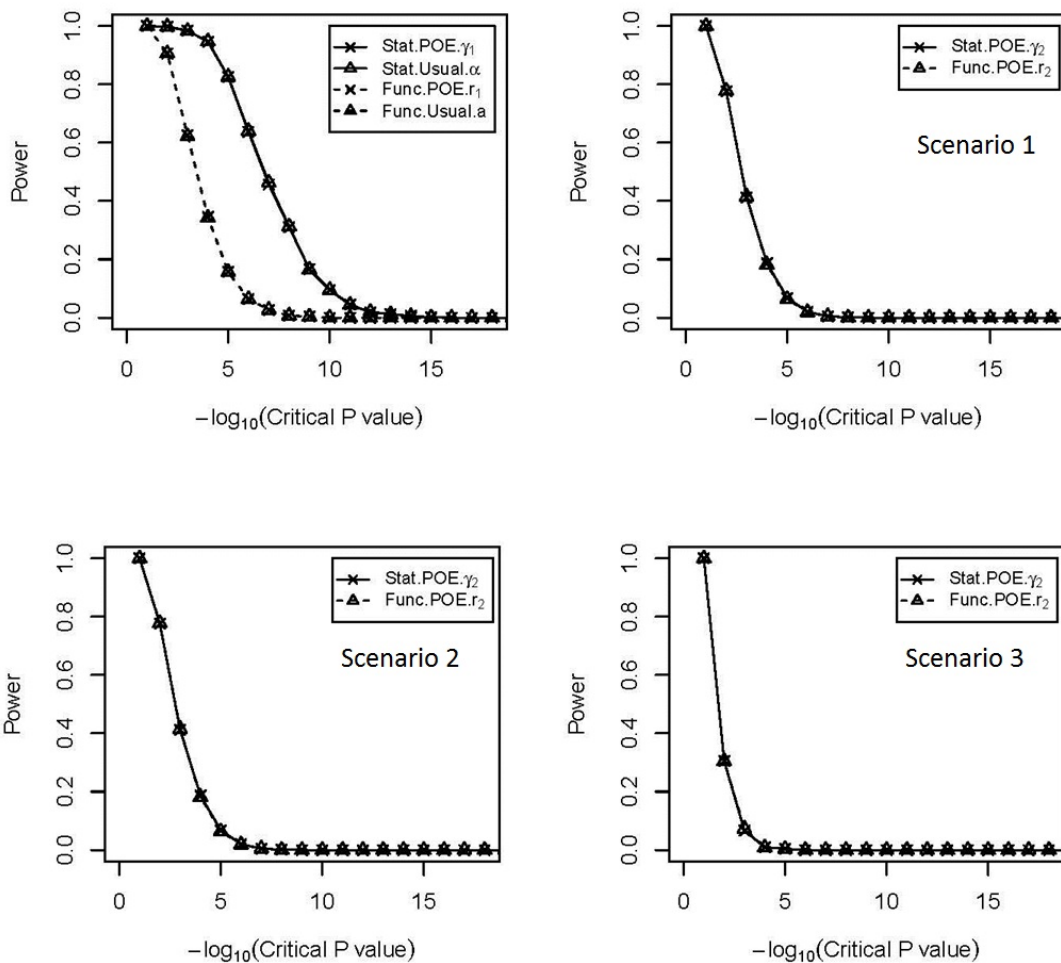 Power
1.0
0.8
0.6
0.4
0.2
0.0
0 5 10 15
−log10(Critical P value)
Stat.POE.γ1
Stat.Usual.α
Func.POE.r1
Func.Usual.a
Power
1.0
0.8
0.6
0.4
0.2
0.0
0 5 10 15
−log10(Critical P value)
Stat.POE.γ2
Func.POE.r2
Scenario 1
Power
1.0
0.8
0.6
0.4
0.2
0.0
0 5 10 15
−log10(Critical P value)
Stat.POE.γ2
Func.POE.r2
Scenario 2
Power
1.0
0.8
0.6
0.4
0.2
0.0
0 5 10 15
−log10(Critical P value)
Stat.POE.γ2
Func.POE.r2
Scenario 3